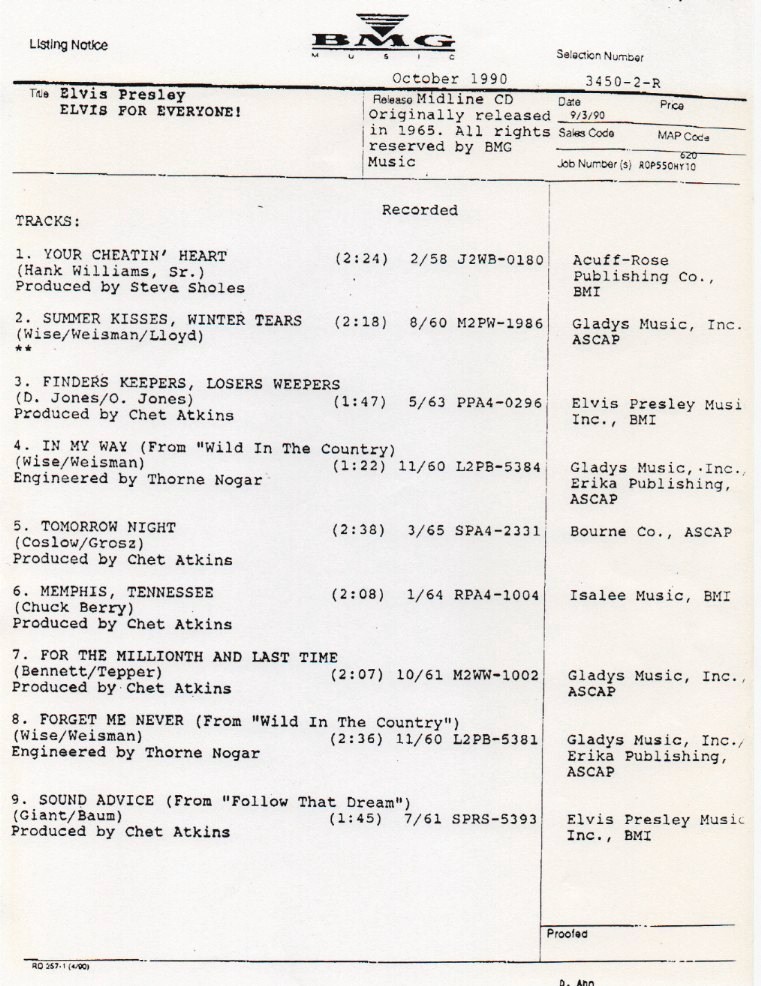 Listing Notice
BMG
MUSIC
Selection Number
October 1990
3450-2-R
Title Elvis Presley
ELVIS FOR EVERYONE!
Release Midline CD
Originally released
in 1965. All rights
reserved by BMG
Music
Date
Price
9/3/90
Sales Code
MAP Code
620
Job Number(s) R0P550HY10
Recorded
TRACKS:
1. YOUR CHEATIN' HEART (2:24) 2/58 J2WB-0180 Acuff-Rose
(Hank Williams, Sr.) Publishing Co.,
Produced by Steve Sholes BMI
2. SUMMER KISSES, WINTER TEARS (2:18) 8/60 M2PW-1986 Gladys Music, Inc.
(Wise/Weisman/Lloyd) ASCAP
**
3. FINDERS KEEPERS, LOSERS WEEPERS
(D. Jones/O. Jones) (1:47) 5/63 PPA4-0296 Elvis Presley Musi
Produced by Chet Atkins Inc., BMI
4. IN MY WAY (From "Wild In The Country)
(Wise/Weisman) (1:22) 11/60 L2PB-5384 Gladys Music, Inc./
Engineered by Thorne Nogar Erika Publishing,
ASCAP
5. TOMORROW NIGHT (2:38) 3/65 SPA4-2331 Bourne Co., ASCAP
(Coslow/Grosz)
Produced by Chet Atkins
6. MEMPHIS, TENNESSEE (2:08) 1/64 RPA4-1004 Isalee Music, BMI
(Chuck Berry)
Produced by Chet Atkins
7. FOR THE MILLIONTH AND LAST TIME
(Bennett/Tepper) (2:07) 10/61 M2WW-1002 Gladys Music, Inc.,
Produced by Chet Atkins ASCAP
8. FORGET ME NEVER (From "Wild In The Country")
(Wise/Weisman) (2:36) 11/60 L2PB-5381 Gladys Music, Inc./
Engineered by Thorne Nogar Erika Publishing,
ASCAP
9. SOUND ADVICE (From "Follow That Dream")
(Giant/Baum) (1:45) 7/61 SPRS-5393 Elvis Presley Music
Produced by Chet Atkins Inc., BMI
Proofed
RO 257-1 (4/90)